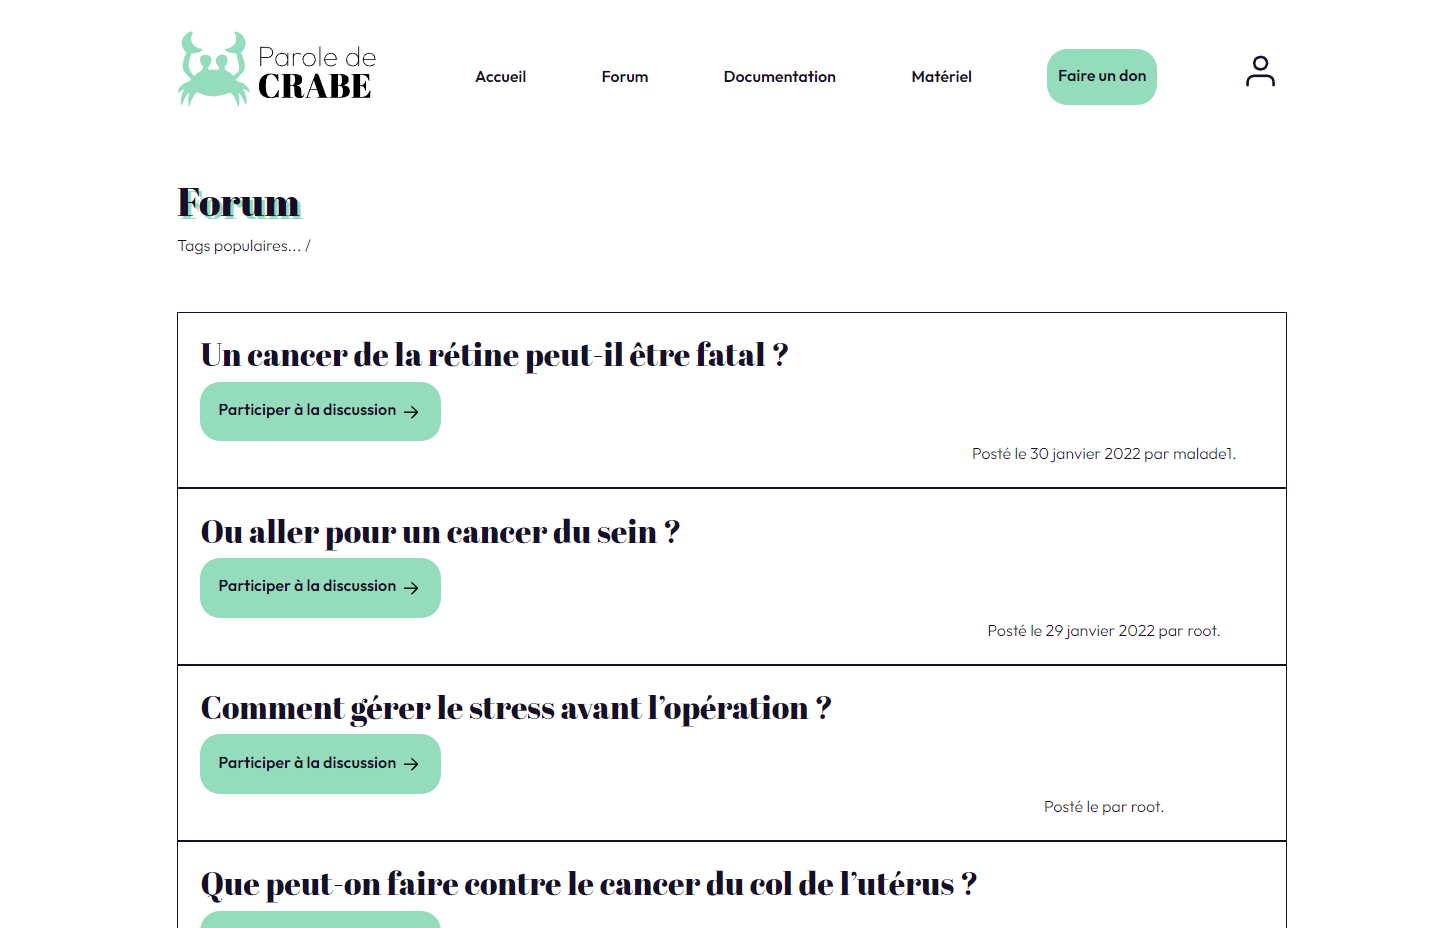 Parole de
CRABE
Accueil
Forum
Documentation
Matériel
Faire un don
Forum
Tags populaires... /
Un cancer de la rétine peut-il être fatal ?
Participer à la discussion →
Posté le 30 janvier 2022 par malade1.
Ou aller pour un cancer du sein ?
Participer à la discussion →
Posté le 29 janvier 2022 par root.
Comment gérer le stress avant l’opération ?
Participer à la discussion →
Posté le par root.
Que peut-on faire contre le cancer du col de l’utérus ?